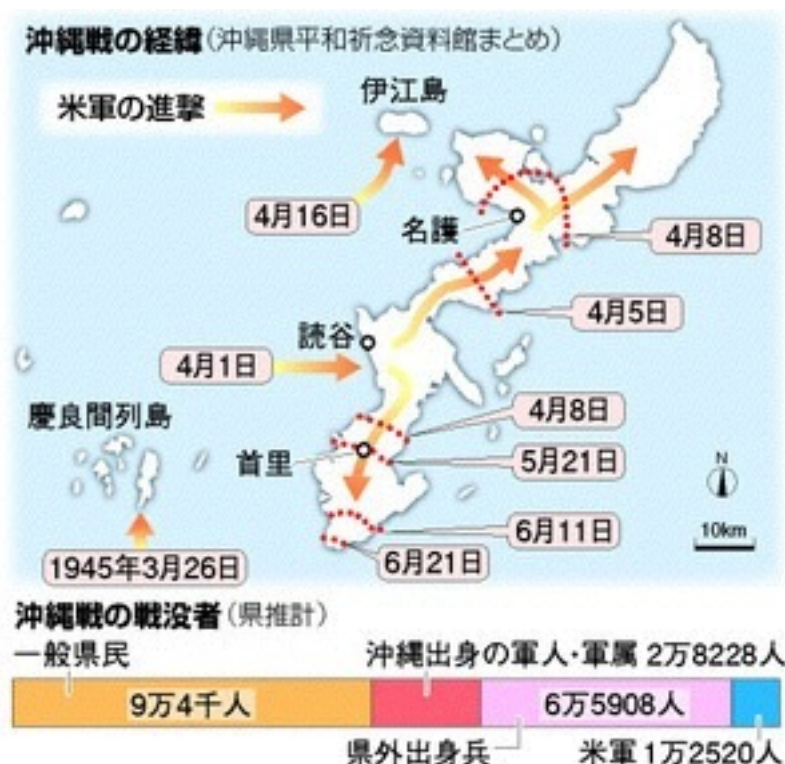 沖縄戦の経緯(沖縄県平和祈念資料館まとめ)
米軍の進撃
伊江島
4月16日
名護
4月8日
4月5日
読谷
4月1日
慶良間列島
4月8日
首里
5月21日
N
10km
6月11日
1945年3月26日
6月21日
沖縄戦の戦没者(県推計)
一般県民
沖縄出身の軍人・軍属 2万8228人
9万4千人
6万5908人
県外出身兵
米軍 1万2520人